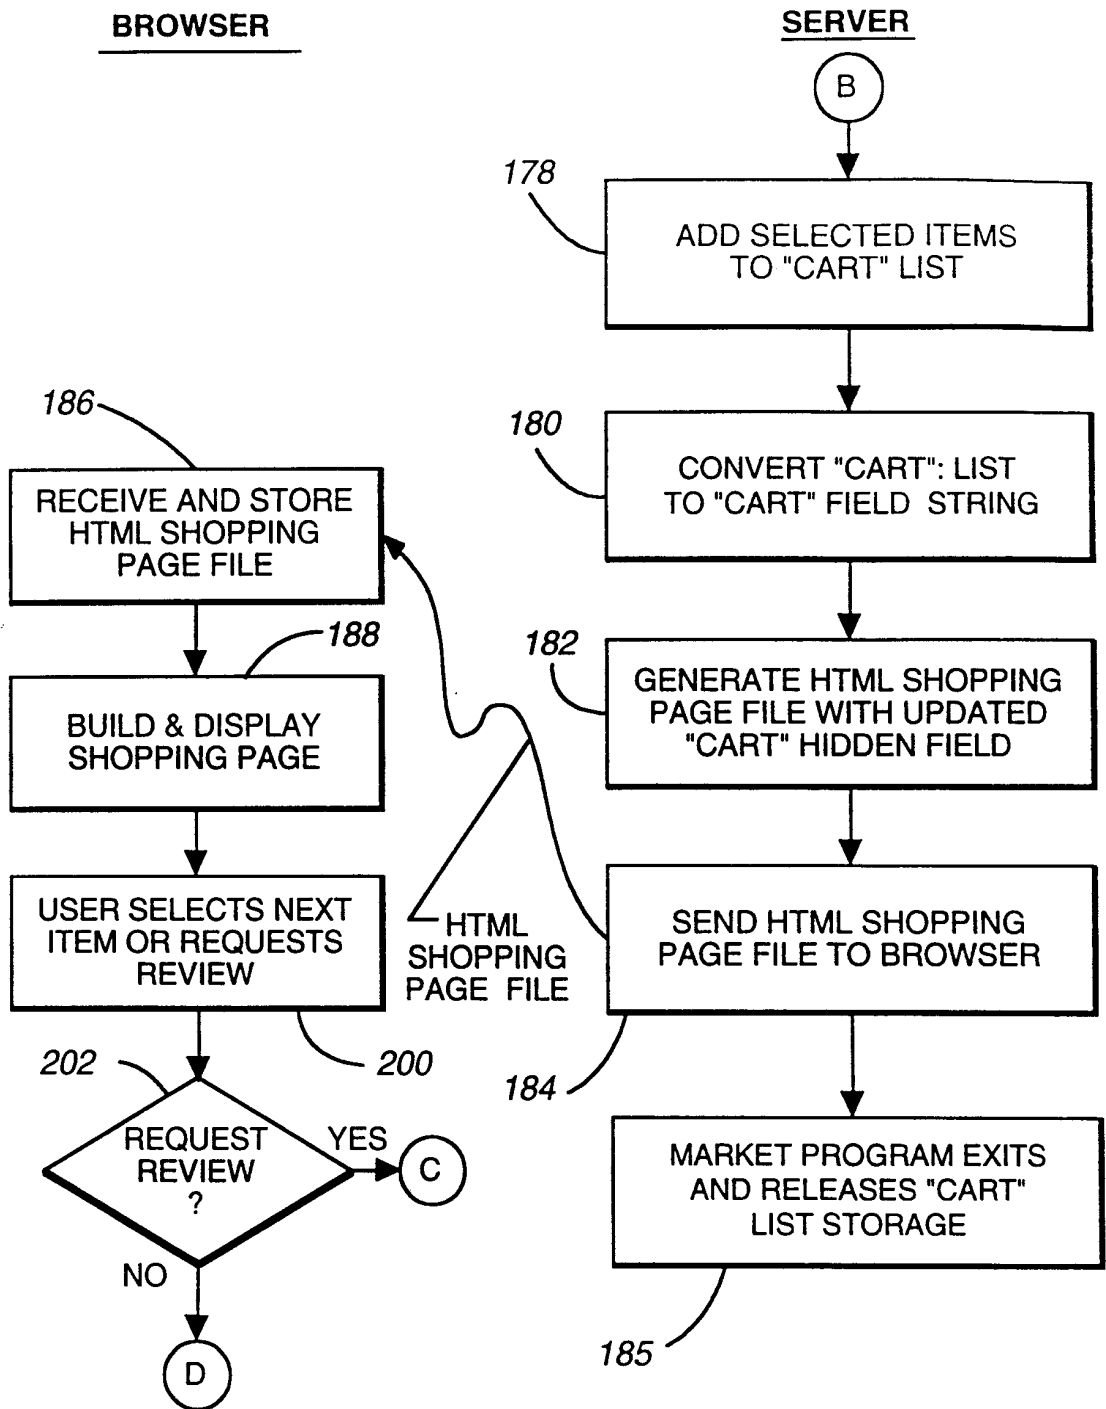 BROWSER
SERVER
B
178
ADD SELECTED ITEMS
TO "CART" LIST
186
RECEIVE AND STORE
HTML SHOPPING
PAGE FILE
180
CONVERT "CART": LIST
TO "CART" FIELD STRING
188
BUILD & DISPLAY
SHOPPING PAGE
182
GENERATE HTML SHOPPING
PAGE FILE WITH UPDATED
"CART" HIDDEN FIELD
USER SELECTS NEXT
ITEM OR REQUESTS
REVIEW
200
HTML
SHOPPING
PAGE FILE
SEND HTML SHOPPING
PAGE FILE TO BROWSER
184
202
REQUEST
REVIEW
?
YES
C
NO
D
MARKET PROGRAM EXITS
AND RELEASES "CART"
LIST STORAGE
185